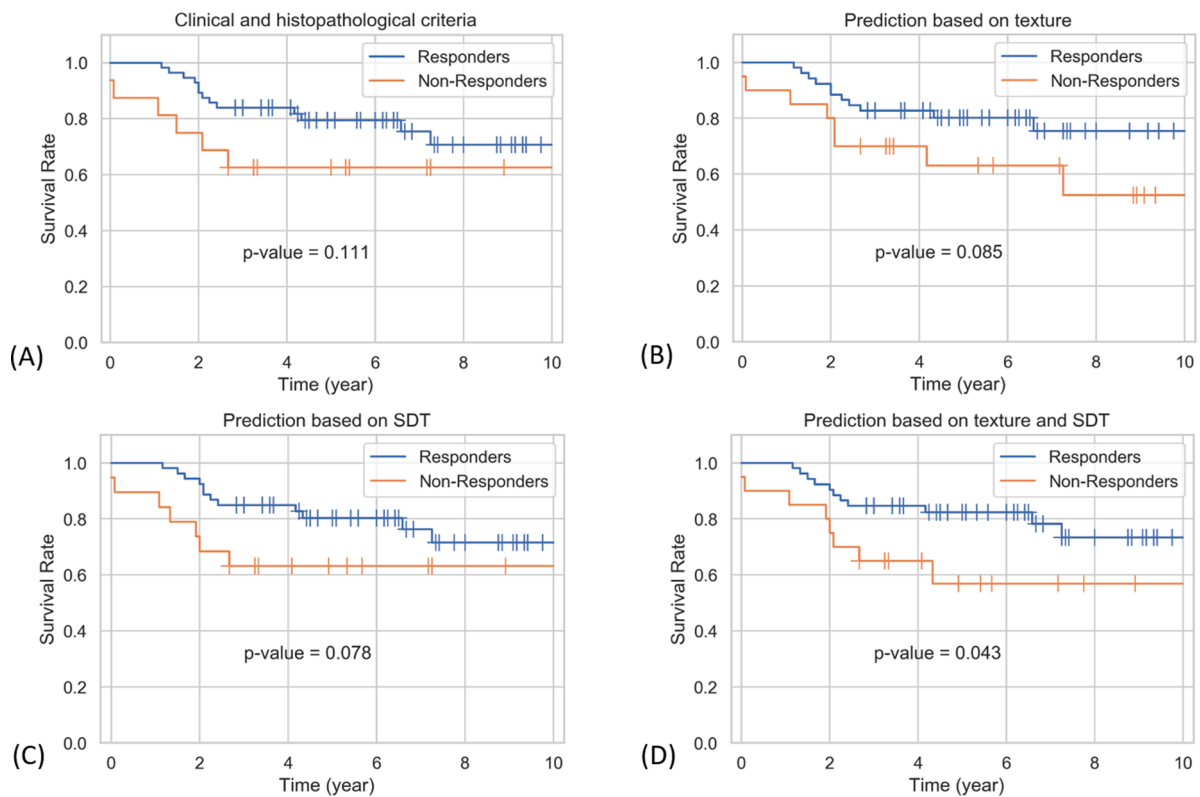 Clinical and histopathological criteria
Responders
Non-Responders
1.0
0.8
0.6
0.4
0.2
0.0
Survival Rate
p-value = 0.111
0 2 4 6 8 10
Time (year)
(A)
Prediction based on texture
Responders
Non-Responders
1.0
0.8
0.6
0.4
0.2
0.0
Survival Rate
p-value = 0.085
0 2 4 6 8 10
Time (year)
(B)
Prediction based on SDT
Responders
Non-Responders
1.0
0.8
0.6
0.4
0.2
0.0
Survival Rate
p-value = 0.078
0 2 4 6 8 10
Time (year)
(C)
Prediction based on texture and SDT
Responders
Non-Responders
1.0
0.8
0.6
0.4
0.2
0.0
Survival Rate
p-value = 0.043
0 2 4 6 8 10
Time (year)
(D)